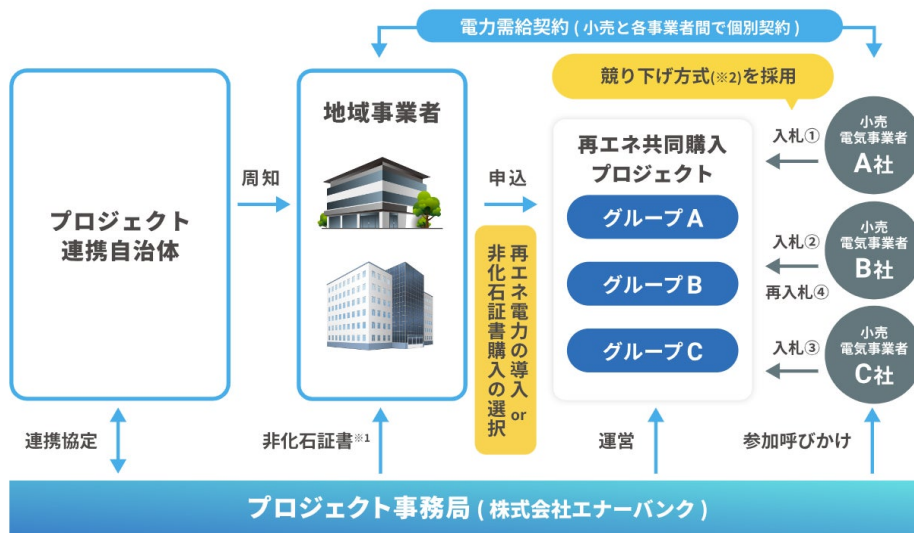 電力需給契約 ( 小売と各事業者間で個別契約 )
競り下げ方式(※2)を採用
プロジェクト
連携自治体
周知
地域事業者
申込
再エネ電力の導入 or
非化石証書購入の選択
再エネ共同購入
プロジェクト
グループ A
グループ B
グループ C
入札①
小売
電気事業者
A社
入札②
再入札④
小売
電気事業者
B社
入札③
小売
電気事業者
C社
連携協定
非化石証書※1
運営
参加呼びかけ
プロジェクト事務局 ( 株式会社エナーバンク )